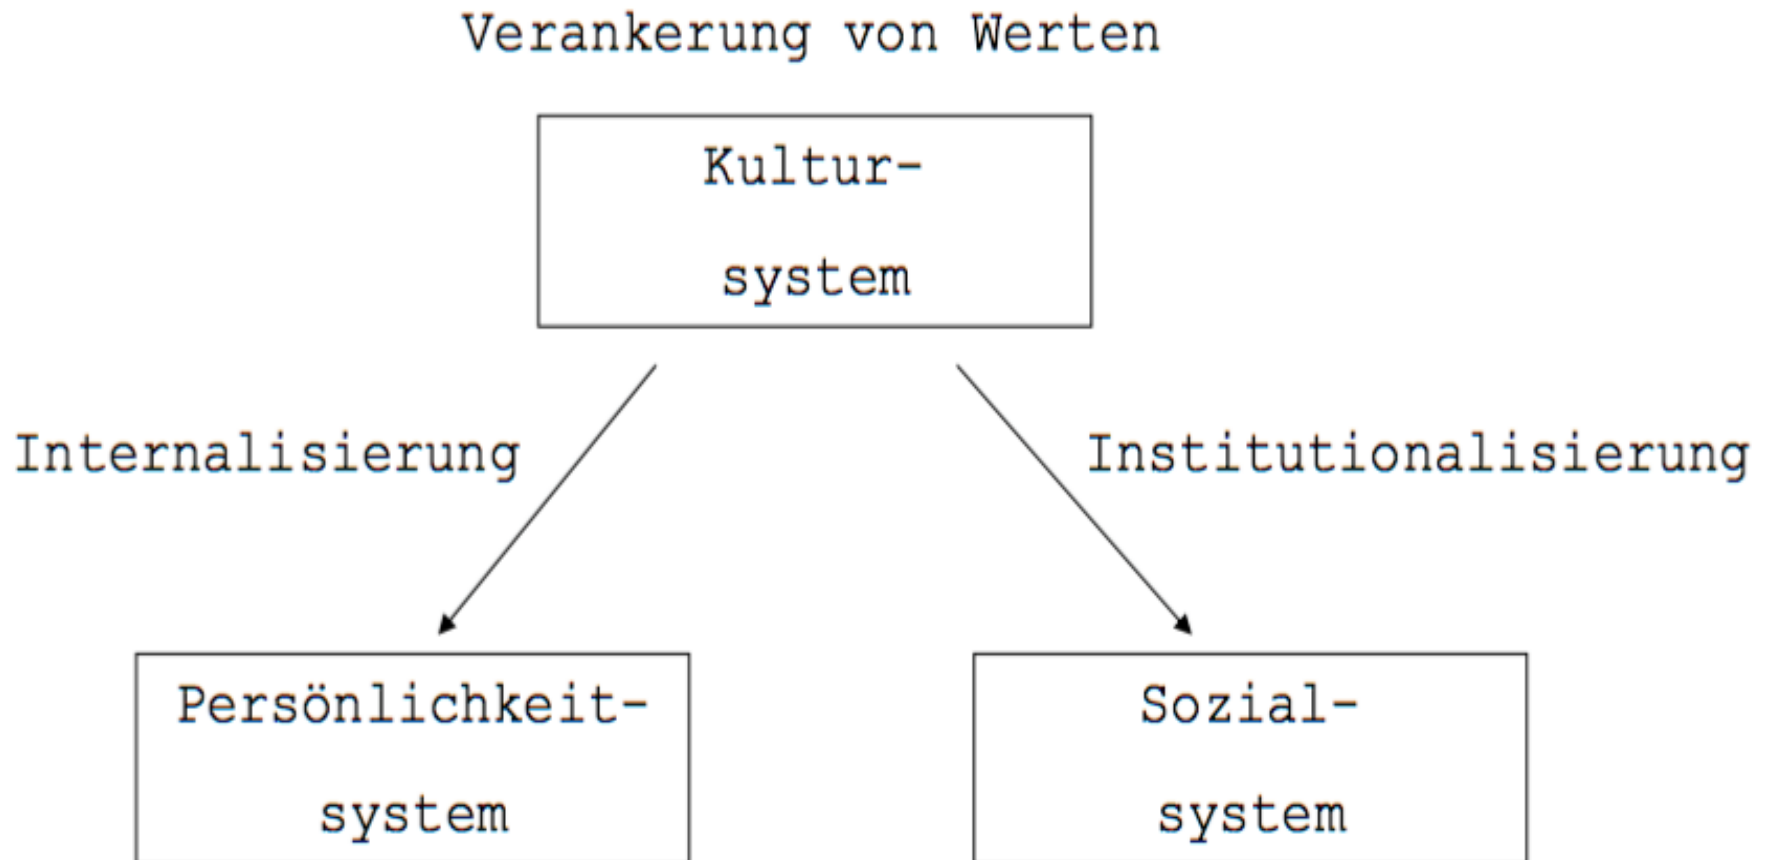 Verankerung von Werten
Kultur-
system
Internalisierung
Institutionalisierung
Persönlichkeit-
system
Sozial-
system